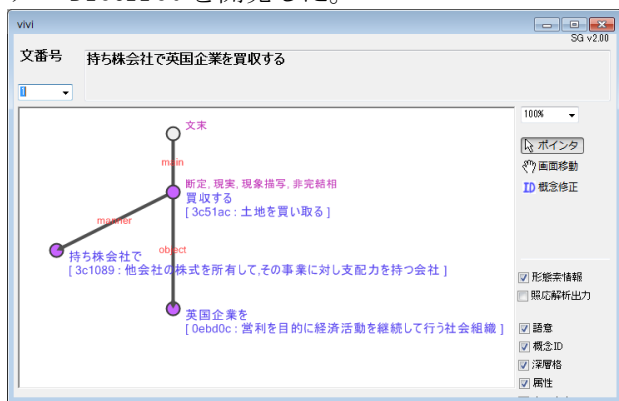 vivi
SG v2.00
文番号 持ち株会社で英国企業を買収する
1
100%
文末
ポインタ
画面移動
ID 概念修正
main
断定, 現実, 現象描写, 非完結相
買収する
[ 3c51ac : 土地を買い取る ]
manner
object
持ち株会社で
[ 3c1089 : 他会社の株式を所有して,その事業に対し支配力を持つ会社 ]
英国企業を
[ 0ebd0c : 営利を目的に経済活動を継続して行う社会組織 ]
形態素情報
照応解析出力
語意
概念ID
深層格
属性